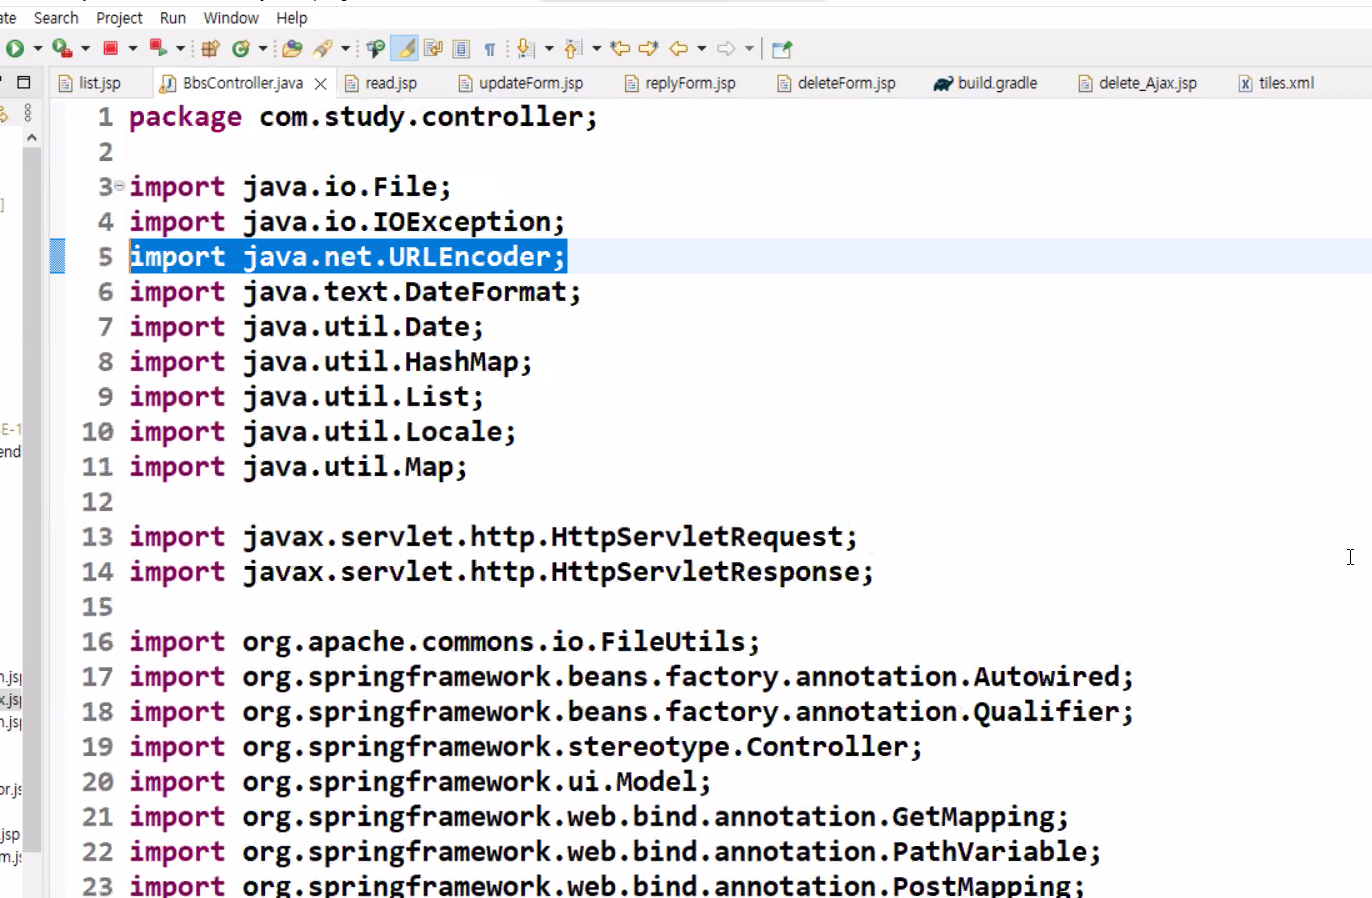 Search Project Run Window Help
list.jsp BbsController.java read.jsp updateForm.jsp replyForm.jsp deleteForm.jsp build.gradle delete_Ajax.jsp tiles.xml
1 package com.study.controller;
2
3 import java.io.File;
4 import java.io.IOException;
5 import java.net.URLEncoder;
6 import java.text.DateFormat;
7 import java.util.Date;
8 import java.util.HashMap;
9 import java.util.List;
10 import java.util.Locale;
11 import java.util.Map;
12
13 import javax.servlet.http.HttpServletRequest;
14 import javax.servlet.http.HttpServletResponse;
15
16 import org.apache.commons.io.FileUtils;
17 import org.springframework.beans.factory.annotation.Autowired;
18 import org.springframework.beans.factory.annotation.Qualifier;
19 import org.springframework.stereotype.Controller;
20 import org.springframework.ui.Model;
21 import org.springframework.web.bind.annotation.GetMapping;
22 import org.springframework.web.bind.annotation.PathVariable;
23 import org.springframework.web.bind.annotation.PostMapping;